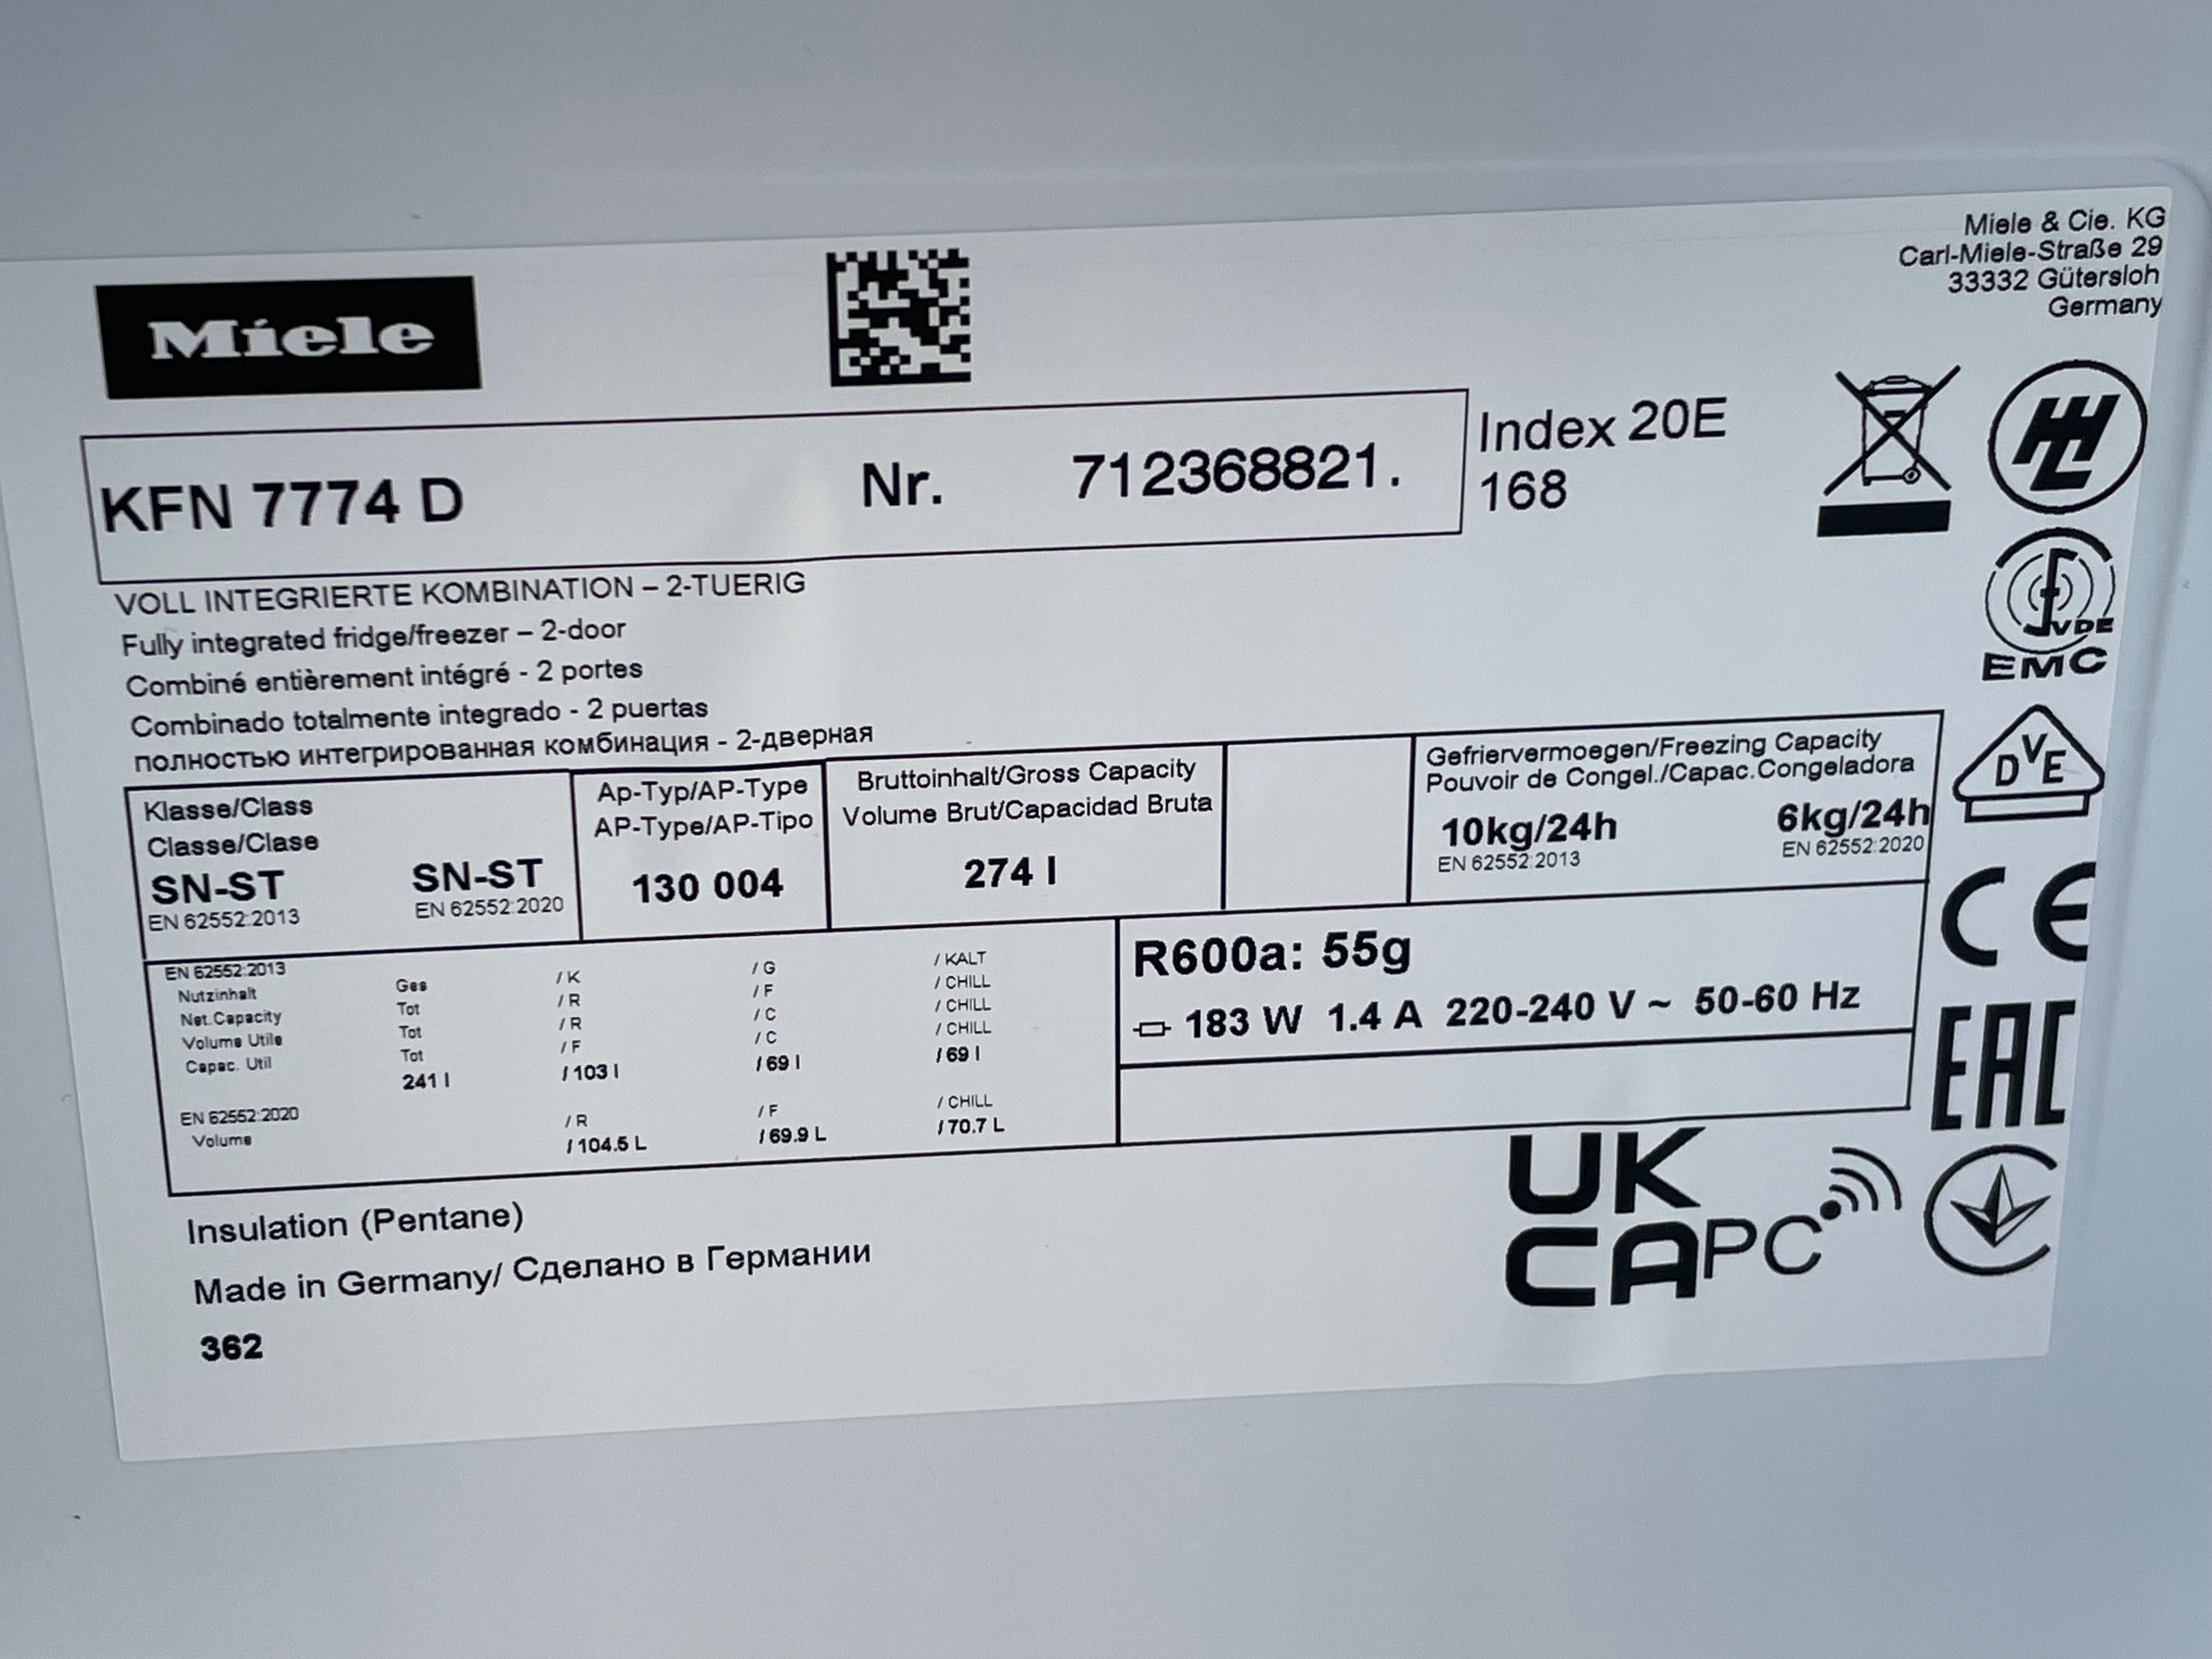 Miele & Cie. KG
Carl-Miele-Straße 29
33332 Gütersloh
Germany
Miele
KFN 7774 D Nr. 712368821.
Index 20E
168
VDE
EMC
VOLL INTEGRIERTE KOMBINATION – 2-TUERIG
Fully integrated fridge/freezer – 2-door
Combiné entièrement intégré - 2 portes
Combinado totalmente integrado - 2 puertas
полностью интегрированная комбинация - 2-дверная
Klasse/Class
Classe/Clase
SN-ST SN-ST
EN 62552:2013 EN 62552:2020
Ap-Typ/AP-Type
AP-Type/AP-Tipo
130 004
Bruttoinhalt/Gross Capacity
Volume Brut/Capacidad Bruta
274 l
Gefriervermoegen/Freezing Capacity
Pouvoir de Congel./Capac.Congeladora
10kg/24h 6kg/24h
EN 62552:2013 EN 62552:2020
DVE
CE
EN 62552:2013
Nutzinhalt Ges / K / G / KALT
Net.Capacity Tot / R / F / CHILL
Volume Utile Tot / R / C / CHILL
Capac. Util Tot / F / C / CHILL
241 l / 103 l / 69 l / 69 l
EN 62552:2020
Volume / R / F / CHILL
/ 104.5 L / 69.9 L / 70.7 L
R600a: 55g
183 W 1.4 A 220-240 V ~ 50-60 Hz
EAC
UK
CA
PC
Insulation (Pentane)
Made in Germany/ Сделано в Германии
362